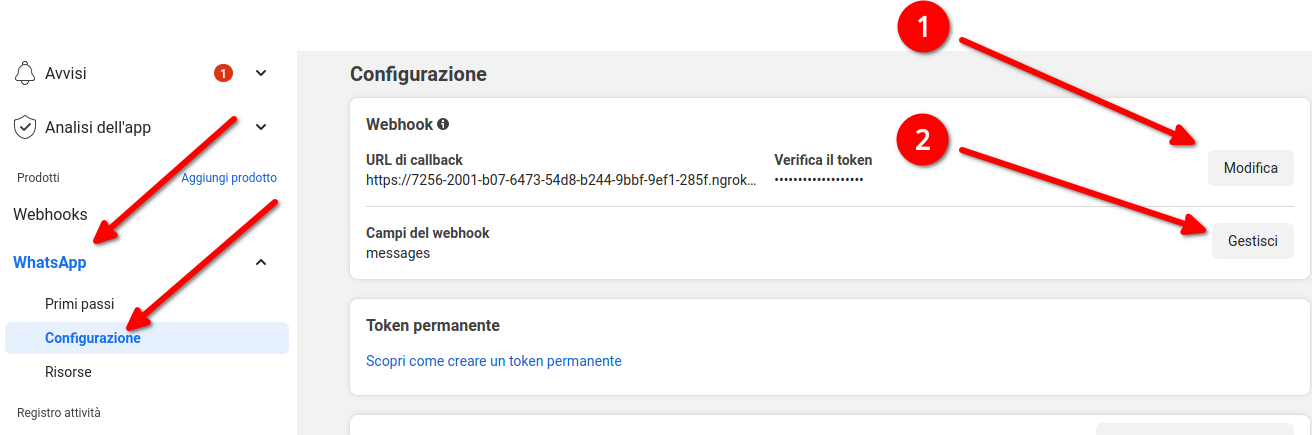 1
Avvisi
1
Analisi dell'app
Prodotti
Aggiungi prodotto
Webhooks
WhatsApp
Primi passi
Configurazione
Risorse
Registro attività
Configurazione
Webhook
URL di callback
Verifica il token
https://7256-2001-b07-6473-54d8-b244-9bbf-9ef1-285f.ngrok…
••••••••••••••••••
Modifica
2
Campi del webhook
messages
Gestisci
Token permanente
Scopri come creare un token permanente